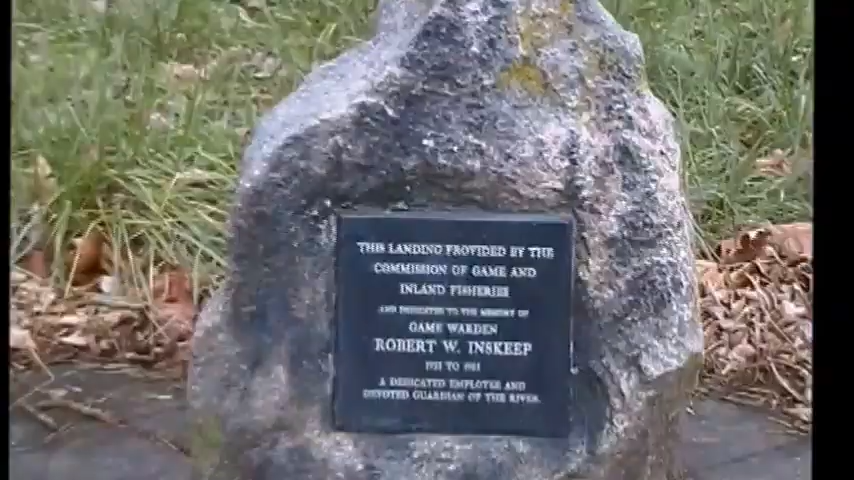 THIS LANDING PROVIDED BY THE
COMMISSION OF GAME AND
INLAND FISHERIES
AND DEDICATED TO THE MEMORY OF
GAME WARDEN
ROBERT W. INSKEEP
TO
A DEDICATED EMPLOYEE AND
DEVOTED GUARDIAN OF THE RIVER.